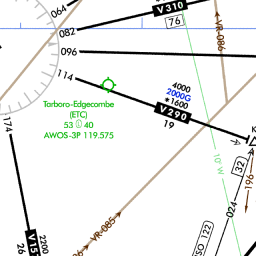 064
082
096
114
174
V310
76
VR-086
4000
2000G
*1600
V290
19
Tarboro-Edgecombe
(ETC)
53 40
AWOS-3P 119.575
10°W
K
32
196
024
ISSO 122
VR-085
2200
26
V15